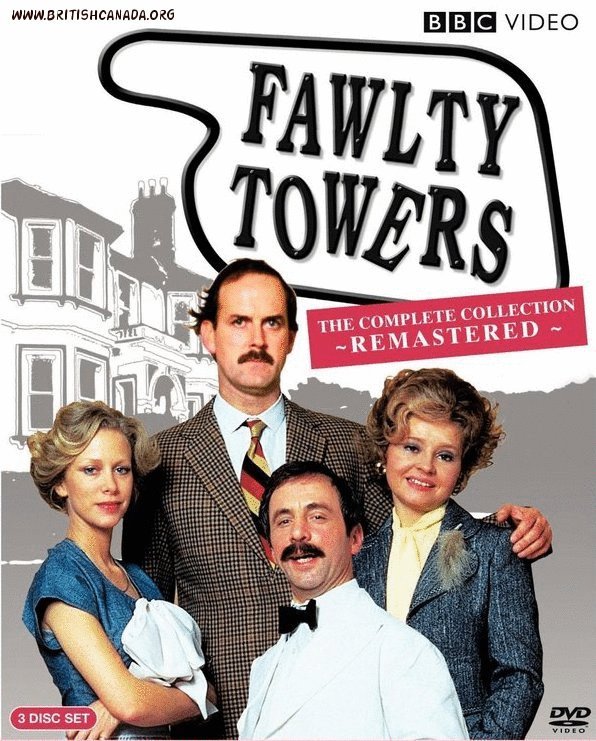 WWW.BRITISHCANADA.ORG
BBC VIDEO
FAWLTY
TOWERS
THE COMPLETE COLLECTION
~REMASTERED~
3 DISC SET
DVD
VIDEO